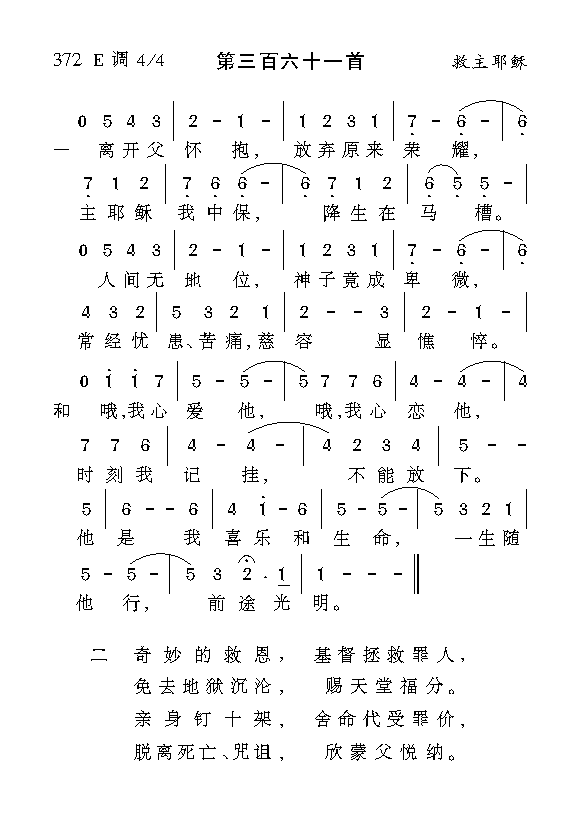 372 E 调 4/4 第三百六十一首 救主耶稣
0 5 4 3 | 2 - 1 - | 1 2 3 1 | 7 - 6 - | 6
一 离开父 怀 抱, 放弃原来 荣 耀,
7 1 2 | 7 6 6 - | 6 7 1 2 | 6 5 5 - |
主耶稣 我中保, 降生在 马 槽。
0 5 4 3 | 2 - 1 - | 1 2 3 1 | 7 - 6 - | 6
人间无 地 位, 神子竟成 卑 微,
4 3 2 | 5 3 2 1 | 2 - - 3 | 2 - 1 - |
常经忧 患、苦痛,慈 容 显 憔 悴。
0 i i 7 | 5 - 5 - | 5 7 7 6 | 4 - 4 - | 4
和 哦,我心 爱 他, 哦,我心 恋 他,
7 7 6 | 4 - 4 - | 4 2 3 4 | 5 - -
时刻我 记 挂, 不能放 下。
5 | 6 - - 6 | 4 i - 6 | 5 - 5 - | 5 3 2 1 |
他 是 我 喜乐和 生 命, 一生随
5 - 5 - | 5 3 2 . 1 | 1 - - - ‖
他 行, 前途光 明。
二 奇妙的救恩, 基督拯救罪人,
免去地狱沉沦, 赐天堂福分。
亲身钉十架, 舍命代受罪价,
脱离死亡、咒诅, 欣蒙父悦纳。